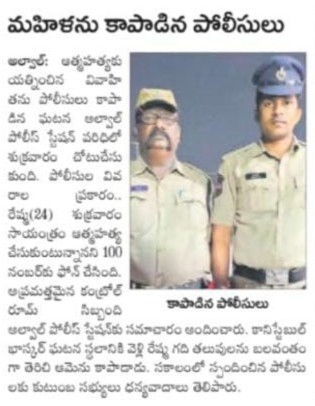 మహిళను కాపాడిన పోలీసులు
అల్వాల్: ఆత్మహత్యకు
యత్నించిన వివాహి
తను పోలీసులు కాపా
డిన ఘటన అల్వాల్
పోలీస్ స్టేషన్ పరిధిలో
శుక్రవారం చోటుచేసు
కుంది. పోలీసుల వివ
రాల ప్రకారం..
రేష్మ(24) శుక్రవారం
సాయంత్రం ఆత్మహత్య
చేసుకుంటున్నానని 100
నంబర్‌కు ఫోన్ చేసింది.
అప్రమత్తమైన కంట్రోల్
రూమ్ సిబ్బంది
కాపాడిన పోలీసులు
అల్వాల్ పోలీస్ స్టేషన్‌కు సమాచారం అందించారు. కానిస్టేబుల్
భాస్కర్ ఘటన స్థలానికి వెళ్లి రేష్మ గది తలుపులను బలవంతం
గా తెరిచి ఆమెను కాపాడాడు. సకాలంలో స్పందించిన పోలీసు
లకు కుటుంబ సభ్యులు ధన్యవాదాలు తెలిపారు.